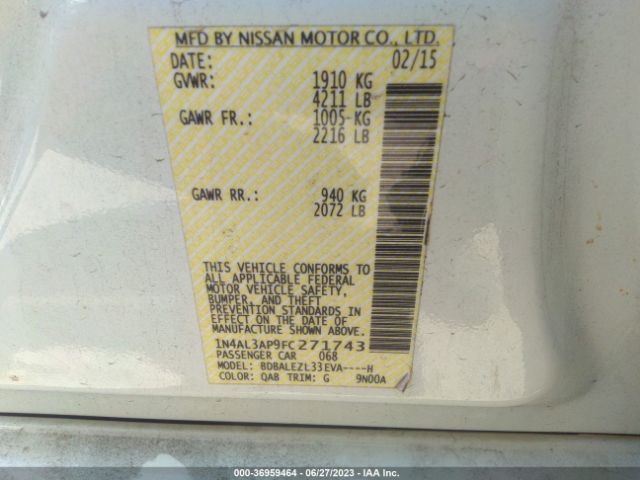 MFD BY NISSAN MOTOR CO., LTD.
DATE: 02/15
GVWR: 1910 KG
4211 LB
GAWR FR.: 1005 KG
2216 LB
GAWR RR.: 940 KG
2072 LB
THIS VEHICLE CONFORMS TO
ALL APPLICABLE FEDERAL
MOTOR VEHICLE SAFETY,
BUMPER, AND THEFT
PREVENTION STANDARDS IN
EFFECT ON THE DATE OF
MANUFACTURE SHOWN ABOVE.
1N4AL3AP9FC271743
PASSENGER CAR 068
MODEL: BDBALEZL33EVA----H
COLOR: QAB TRIM: G 9N00A
000-36959464 / 06/27/2023 - IAA Inc.